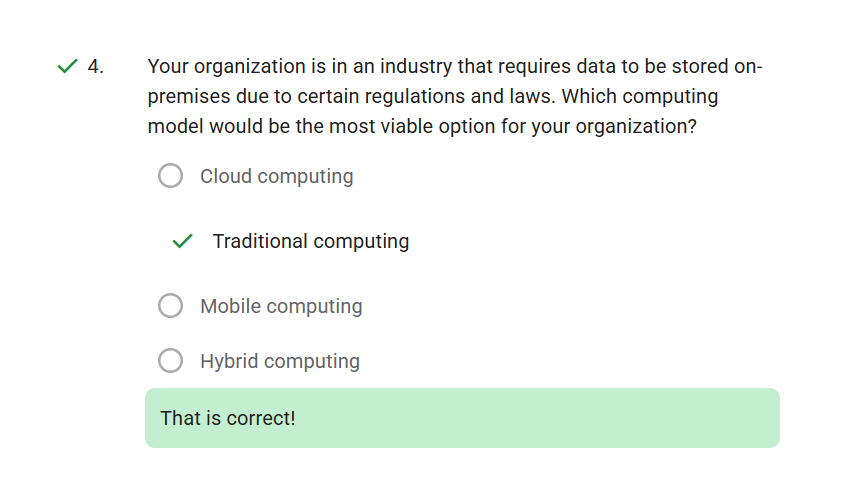 4. Your organization is in an industry that requires data to be stored on-
premises due to certain regulations and laws. Which computing
model would be the most viable option for your organization?
Cloud computing
Traditional computing
Mobile computing
Hybrid computing
That is correct!